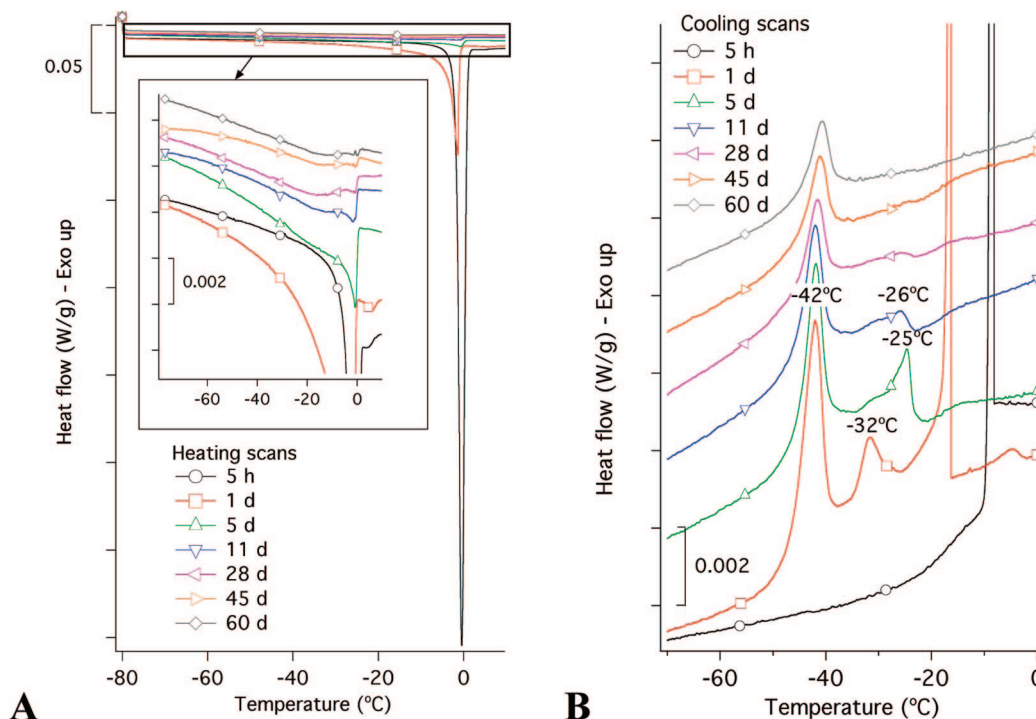 Heat flow (W/g) - Exo up
0.05
0.002
-60
-40
-20
0
Heating scans
5 h
1 d
5 d
11 d
28 d
45 d
60 d
-80
-60
-40
-20
0
Temperature (ºC)
A
Heat flow (W/g) - Exo up
Cooling scans
5 h
1 d
5 d
11 d
28 d
45 d
60 d
-42ºC
-26ºC
-25ºC
-32ºC
0.002
-60
-40
-20
0
Temperature (ºC)
B